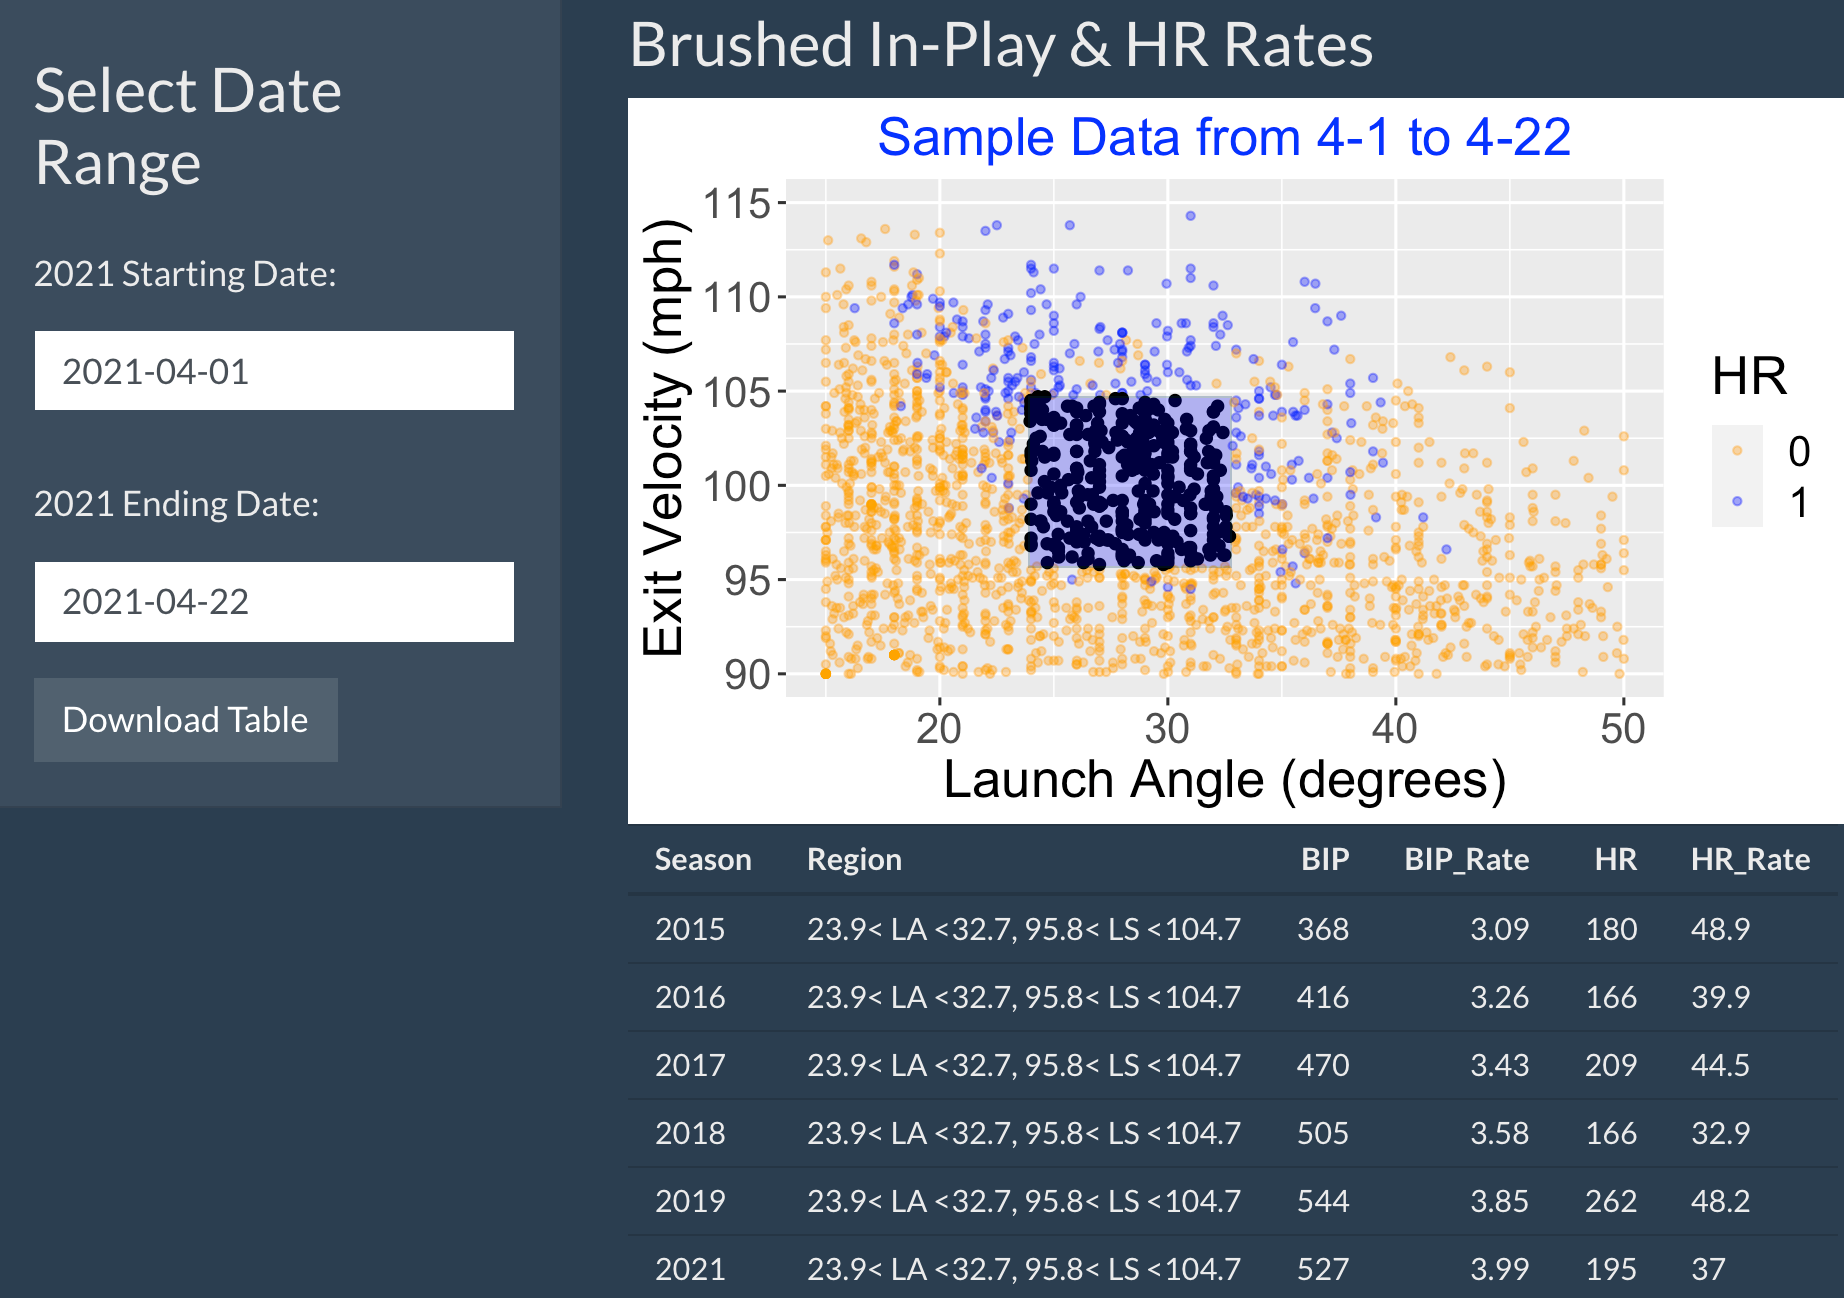 Select Date
Range
2021 Starting Date:
2021-04-01
2021 Ending Date:
2021-04-22
Download Table
Brushed In-Play & HR Rates
Sample Data from 4-1 to 4-22
Exit Velocity (mph)
115
110
105
100
95
90
20 30 40 50
Launch Angle (degrees)
HR
0
1
Season Region BIP BIP_Rate HR HR_Rate
2015 23.9< LA <32.7, 95.8< LS <104.7 368 3.09 180 48.9
2016 23.9< LA <32.7, 95.8< LS <104.7 416 3.26 166 39.9
2017 23.9< LA <32.7, 95.8< LS <104.7 470 3.43 209 44.5
2018 23.9< LA <32.7, 95.8< LS <104.7 505 3.58 166 32.9
2019 23.9< LA <32.7, 95.8< LS <104.7 544 3.85 262 48.2
2021 23.9< LA <32.7, 95.8< LS <104.7 527 3.99 195 37